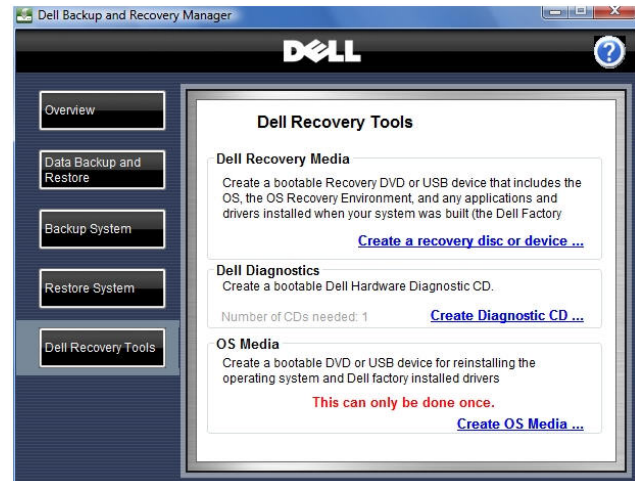 Dell Backup and Recovery Manager
DELL
?
Overview
Data Backup and
Restore
Backup System
Restore System
Dell Recovery Tools
Dell Recovery Tools
Dell Recovery Media
Create a bootable Recovery DVD or USB device that includes the
OS, the OS Recovery Environment, and any applications and
drivers installed when your system was built (the Dell Factory
Create a recovery disc or device ...
Dell Diagnostics
Create a bootable Dell Hardware Diagnostic CD.
Number of CDs needed: 1
Create Diagnostic CD ...
OS Media
Create a bootable DVD or USB device for reinstalling the
operating system and Dell factory installed drivers
This can only be done once.
Create OS Media ...